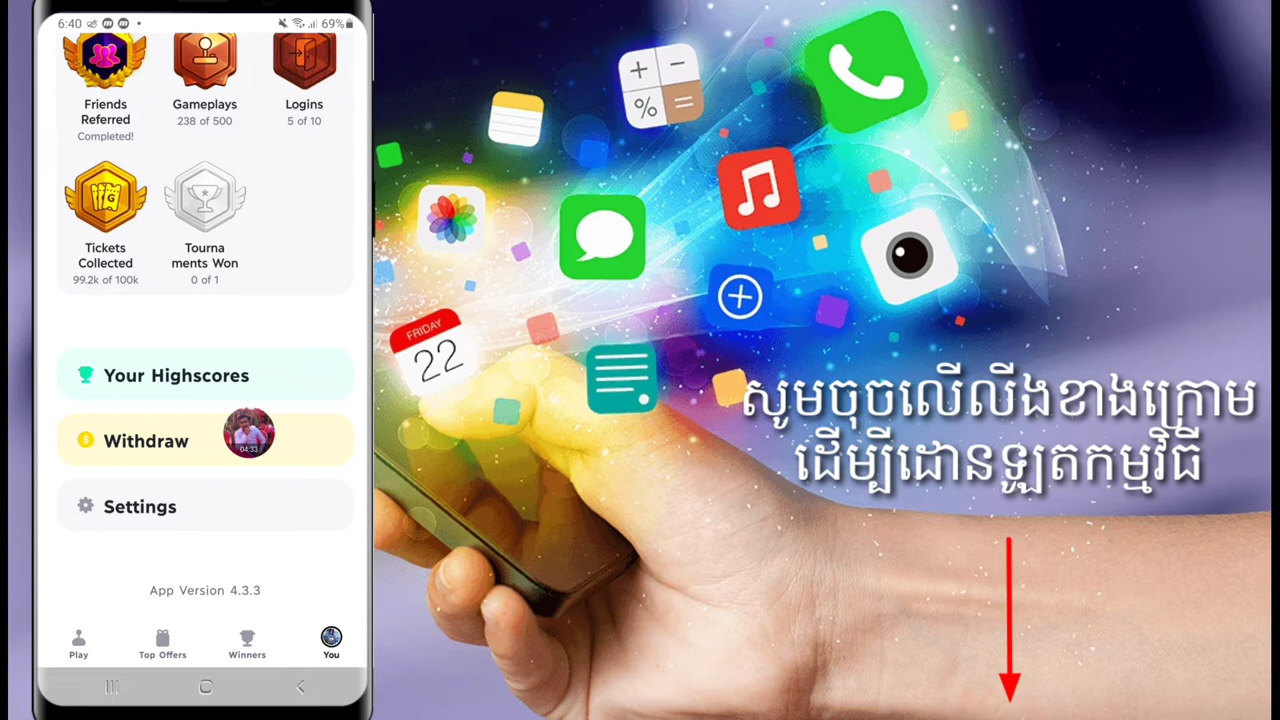 6:40
69%
Friends
Referred
Completed!
Gameplays
238 of 500
Logins
5 of 10
Tickets
Collected
99.2k of 100k
Tourna
ments Won
0 of 1
Your Highscores
Withdraw
04:33
Settings
App Version 4.3.3
Play
Top Offers
Winners
You
FRIDAY
22
សូមចុចលើលីងខាងក្រោម
ដើម្បីដោនឡូតកម្មវិធី